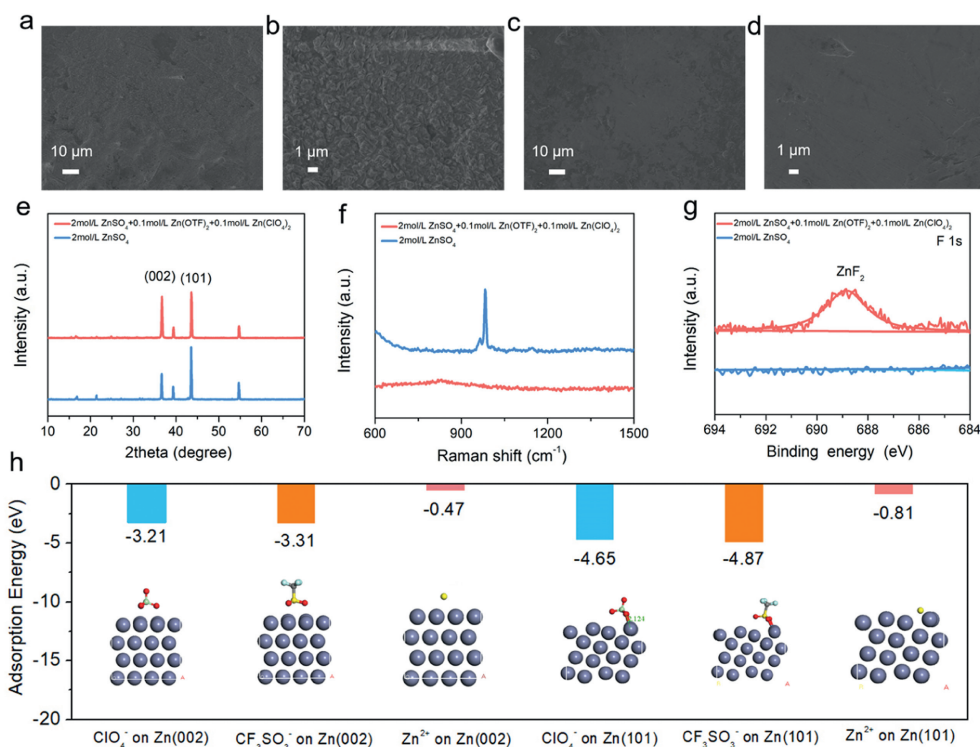 a
b
c
d
10 μm
1 μm
10 μm
1 μm
e
f
g
2mol/L ZnSO₄+0.1mol/L Zn(OTF)₂+0.1mol/L Zn(ClO₄)₂
2mol/L ZnSO₄
(002)
(101)
Intensity (a.u.)
10 20 30 40 50 60 70
2theta (degree)
2mol/L ZnSO₄+0.1mol/L Zn(OTF)₂+0.1mol/L Zn(ClO₄)₂
2mol/L ZnSO₄
Intensity (a.u.)
600 900 1200 1500
Raman shift (cm⁻¹)
2mol/L ZnSO₄+0.1mol/L Zn(OTF)₂+0.1mol/L Zn(ClO₄)₂
2mol/L ZnSO₄
F 1s
ZnF₂
Intensity (a.u.)
694 692 690 688 686 684
Binding energy (eV)
h
Adsorption Energy (eV)
0
-5
-10
-15
-20
-3.21
-3.31
-0.47
-4.65
-4.87
-0.81
ClO₄⁻ on Zn(002)
CF₃SO₃⁻ on Zn(002)
Zn²⁺ on Zn(002)
ClO₄⁻ on Zn(101)
CF₃SO₃⁻ on Zn(101)
Zn²⁺ on Zn(101)